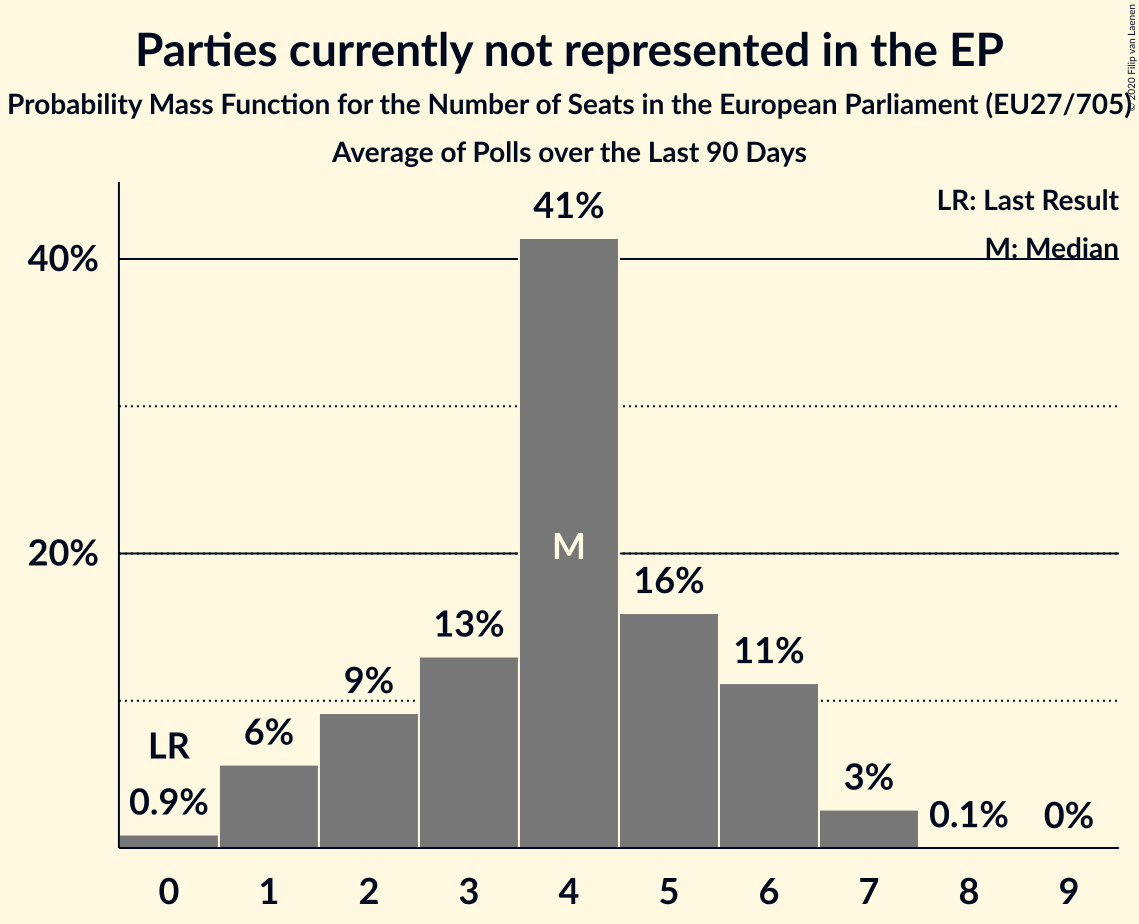 Parties currently not represented in the EP
Probability Mass Function for the Number of Seats in the European Parliament (EU27/705)
Average of Polls over the Last 90 Days
© 2020 Filip van Laenen
LR: Last Result
M: Median
40%
20%
41%
M
16%
13%
11%
9%
6%
LR
0.9%
3%
0.1%
0%
0 1 2 3 4 5 6 7 8 9